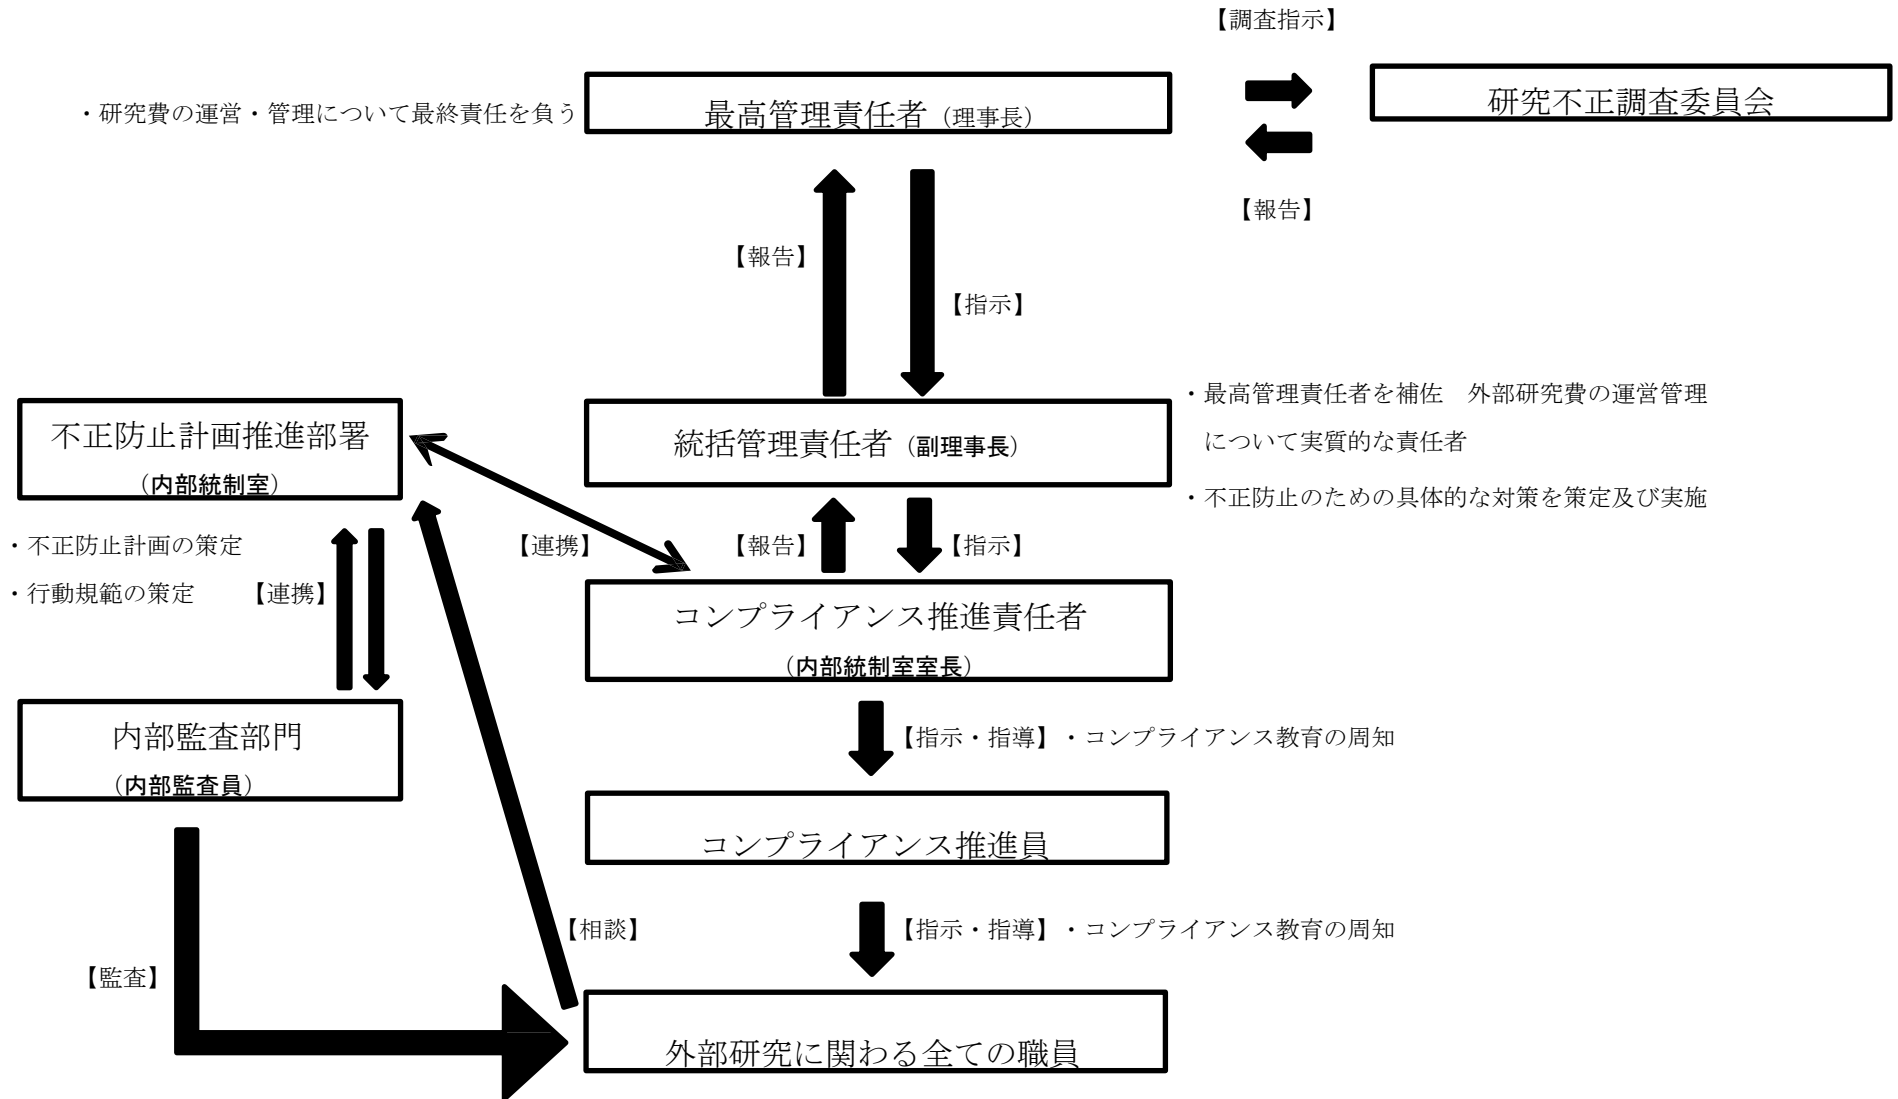 【調査指示】
・研究費の運営・管理について最終責任を負う
最高管理責任者（理事長）
研究不正調査委員会
【報告】
【報告】
【指示】
不正防止計画推進部署
（内部統制室）
統括管理責任者（副理事長）
・最高管理責任者を補佐　外部研究費の運営管理
について実質的な責任者
・不正防止のための具体的な対策を策定及び実施
・不正防止計画の策定
・行動規範の策定
【連携】
【連携】
【報告】
【指示】
コンプライアンス推進責任者
（内部統制室室長）
内部監査部門
（内部監査員）
【指示・指導】・コンプライアンス教育の周知
コンプライアンス推進員
【相談】
【指示・指導】・コンプライアンス教育の周知
【監査】
外部研究に関わる全ての職員